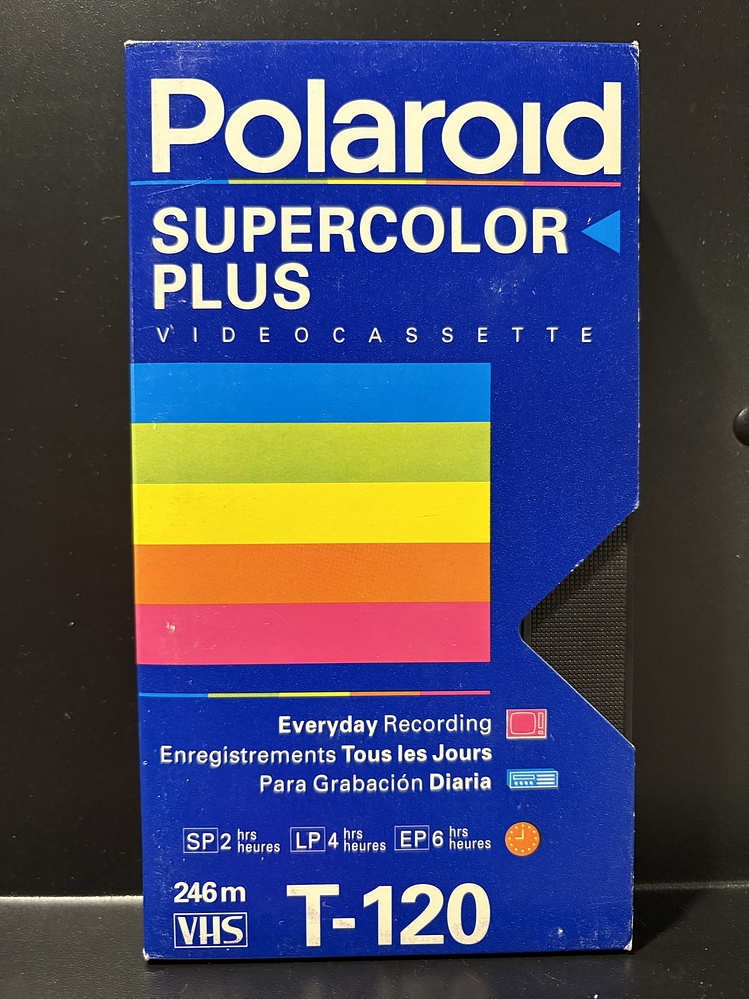 Polaroid
SUPERCOLOR
PLUS
VIDEOCASSETTE
Everyday Recording
Enregistrements Tous les Jours
Para Grabación Diaria
SP 2 hrs heures LP 4 hrs heures EP 6 hrs heures
246m
VHS
T-120